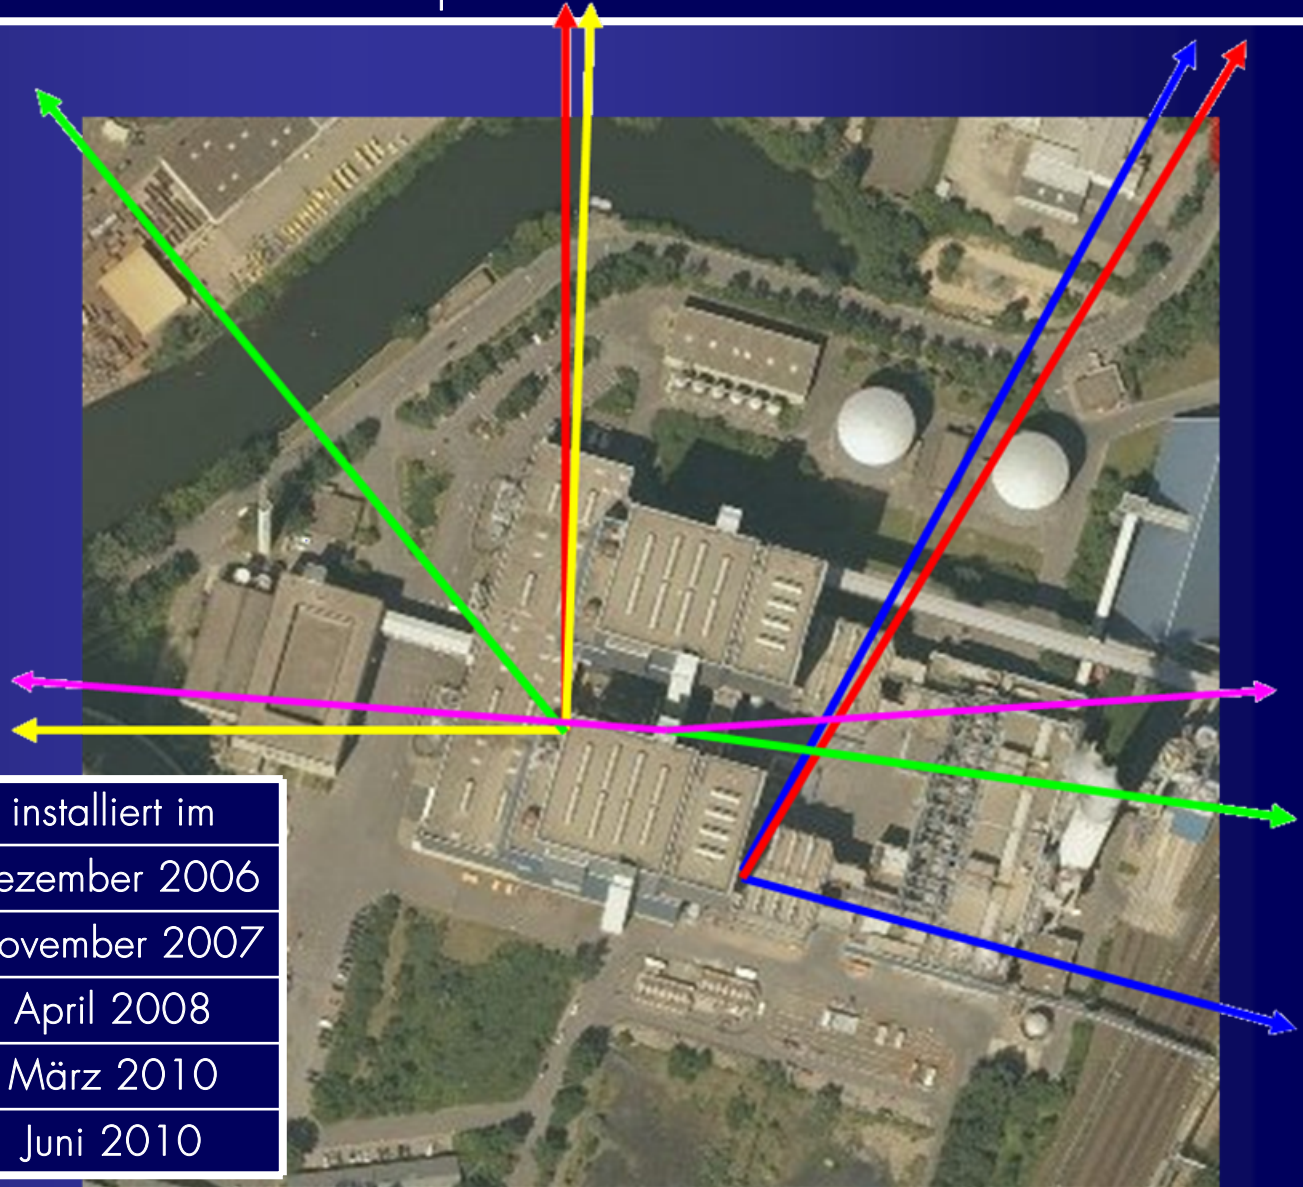 installiert im
ezember 2006
ovember 2007
April 2008
März 2010
Juni 2010